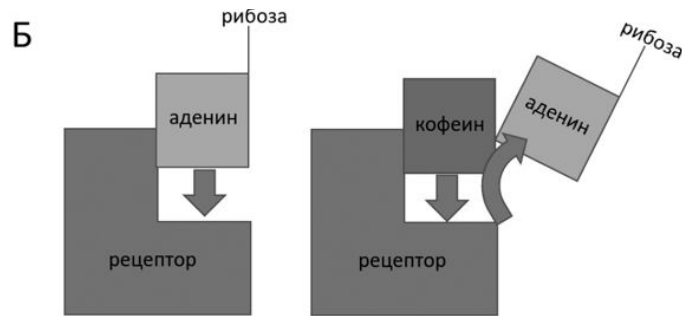 Б
рибоза
аденин
рецептор
кофеин
рибоза
аденин
рецептор